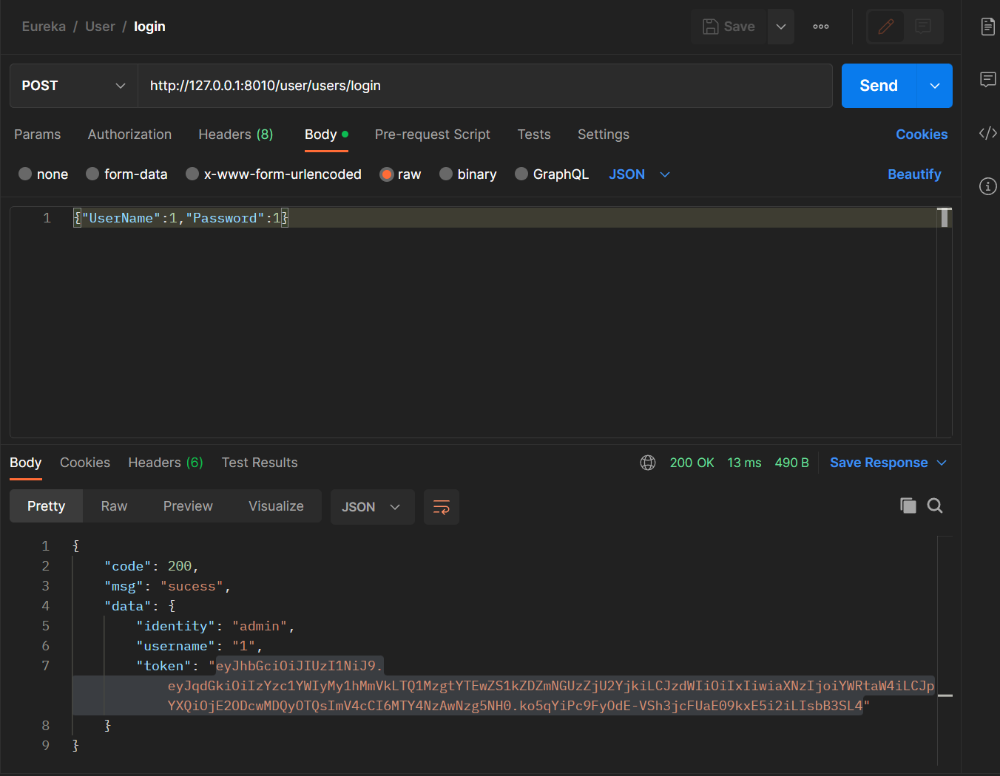 Eureka / User / login
Save
POST
http://127.0.0.1:8010/user/users/login
Send
Params
Authorization
Headers (8)
Body
Pre-request Script
Tests
Settings
Cookies
none
form-data
x-www-form-urlencoded
raw
binary
GraphQL
JSON
Beautify
1 {"UserName":1,"Password":1}
Body
Cookies
Headers (6)
Test Results
200 OK
13 ms
490 B
Save Response
Pretty
Raw
Preview
Visualize
JSON
1 {
2 "code": 200,
3 "msg": "sucess",
4 "data": {
5 "identity": "admin",
6 "username": "1",
7 "token": "eyJhbGciOiJIUzI1NiJ9.
eyJqdGkiOiIzYzc1YWIyMy1hMmVkLTQ1MzgtYTEwZS1kZDZmNGUzZjU2YjkiLCJzdWIiOiIxIiwiaXNzIjoiYWRtaW4iLCJp
YXQiOjE2ODcwMDQyOTQsImV4cCI6MTY4NzAwNzg5NH0.ko5qYiPc9FyOdE-VSh3jcFUaE09kxE5i2iLIsbB3SL4"
8 }
9 }